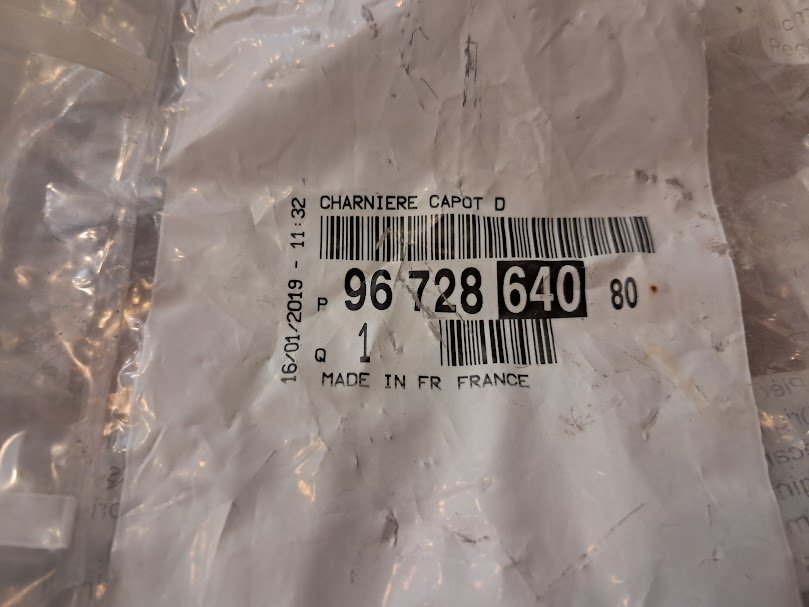 CHARNIERE CAPOT D
16/01/2019 - 11:32
P 96 728 640 80
Q 1
MADE IN FR FRANCE